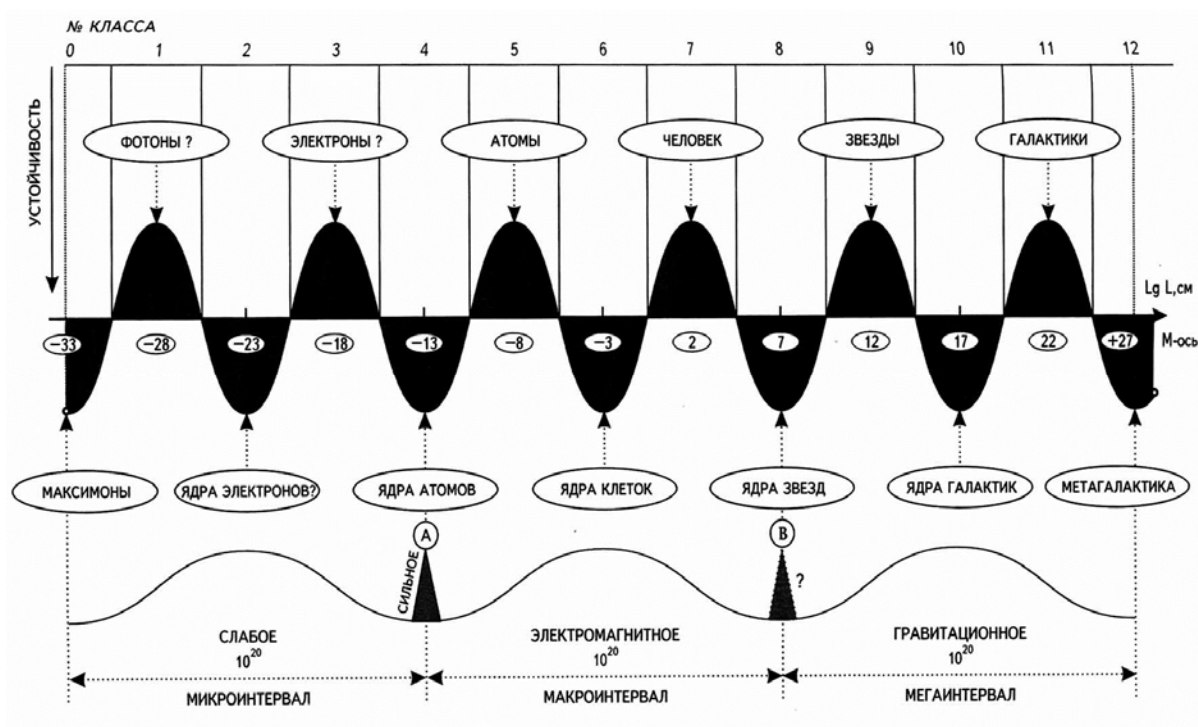 № КЛАССА
0 1 2 3 4 5 6 7 8 9 10 11 12
УСТОЙЧИВОСТЬ
ФОТОНЫ ? ЭЛЕКТРОНЫ ? АТОМЫ ЧЕЛОВЕК ЗВЕЗДЫ ГАЛАКТИКИ
Lg L,см
−33 −28 −23 −18 −13 −8 −3 2 7 12 17 22 +27 М-ось
МАКСИМОНЫ ЯДРА ЭЛЕКТРОНОВ? ЯДРА АТОМОВ ЯДРА КЛЕТОК ЯДРА ЗВЕЗД ЯДРА ГАЛАКТИК МЕТАГАЛАКТИКА
А В
СИЛЬНОЕ ?
СЛАБОЕ ЭЛЕКТРОМАГНИТНОЕ ГРАВИТАЦИОННОЕ
10²⁰ 10²⁰ 10²⁰
МИКРОИНТЕРВАЛ МАКРОИНТЕРВАЛ МЕГАИНТЕРВАЛ